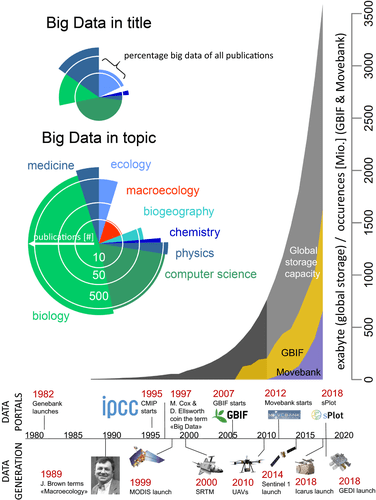 Big Data in title
percentage big data of all publications
Big Data in topic
medicine
ecology
macroecology
biogeography
chemistry
physics
computer science
biology
publications [#]
10
50
500
3500
3000
2500
2000
1500
1000
500
0
exabyte (global storage) / occurences [Mio.] (GBIF & Movebank)
Global
storage
capacity
GBIF
Movebank
DATA
PORTALS
1982
Genebank
launches
ipcc
1995
CMIP
starts
1997
M. Cox &
D. Ellsworth
coin the term
«Big Data»
2007
GBIF starts
GBIF
2012
Movebank starts
2018
sPlot
sPlot
1980
1985
1990
1995
2000
2005
2010
2015
2020
DATA
GENERATION
1989
J. Brown terms
«Macroecology»
1999
MODIS launch
2000
SRTM
2010
UAVs
2014
Sentinel 1
launch
2018
Icarus launch
2018
GEDI launch